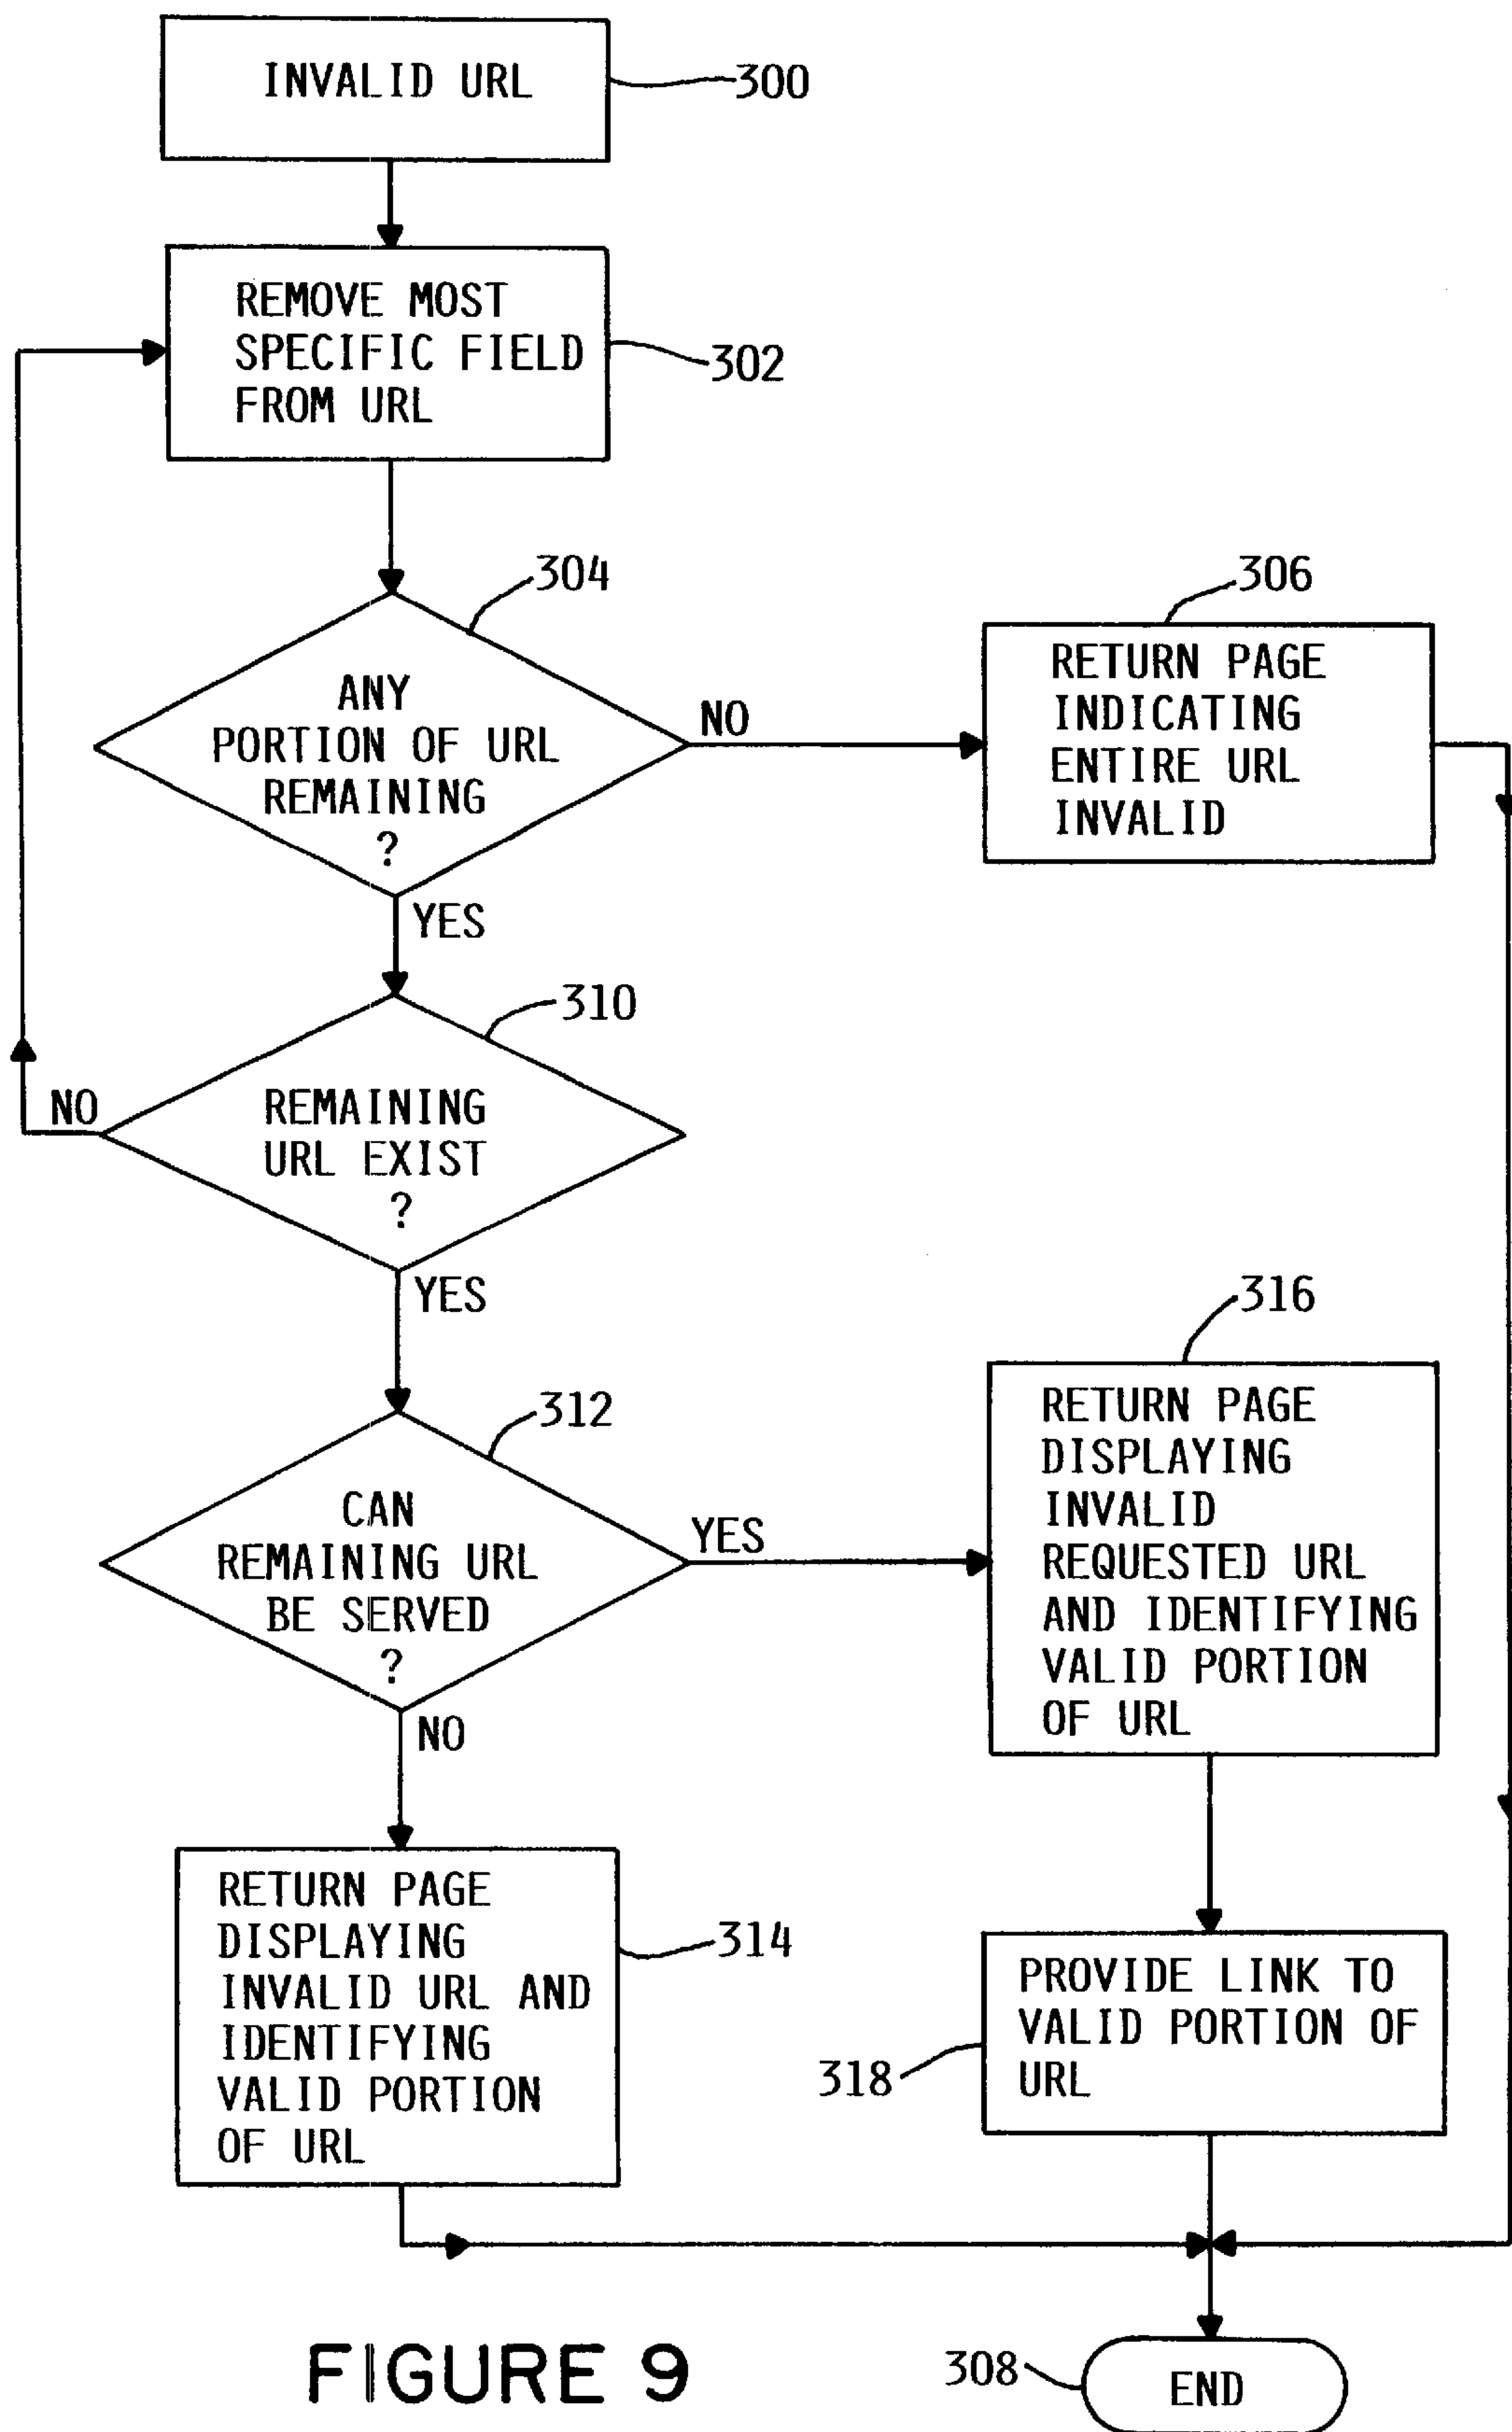 INVALID URL
300
REMOVE MOST
SPECIFIC FIELD
FROM URL
302
304
ANY
PORTION OF URL
REMAINING
?
NO
306
RETURN PAGE
INDICATING
ENTIRE URL
INVALID
YES
310
REMAINING
URL EXIST
?
NO
YES
312
CAN
REMAINING URL
BE SERVED
?
YES
316
RETURN PAGE
DISPLAYING
INVALID
REQUESTED URL
AND IDENTIFYING
VALID PORTION
OF URL
NO
RETURN PAGE
DISPLAYING
INVALID URL AND
IDENTIFYING
VALID PORTION
OF URL
314
PROVIDE LINK TO
VALID PORTION OF
URL
318
308
END
FIGURE 9